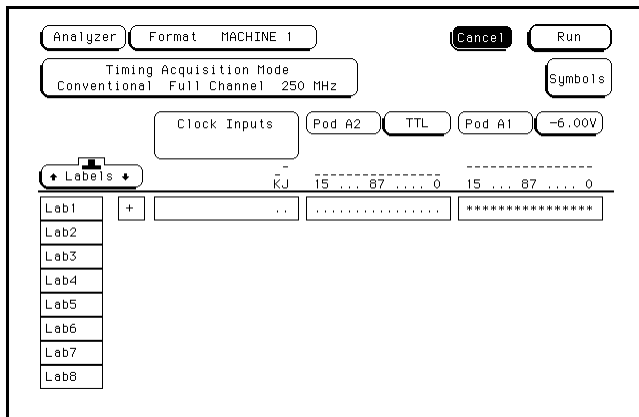 Analyzer Format MACHINE 1 Cancel Run
Timing Acquisition Mode
Conventional Full Channel 250 MHz
Symbols
Clock Inputs Pod A2 TTL Pod A1 -6.00V
↑ Labels ↓
KJ 15 ... 87 .... 0 15 ... 87 .... 0
Lab1 + .. ................ ****************
Lab2
Lab3
Lab4
Lab5
Lab6
Lab7
Lab8